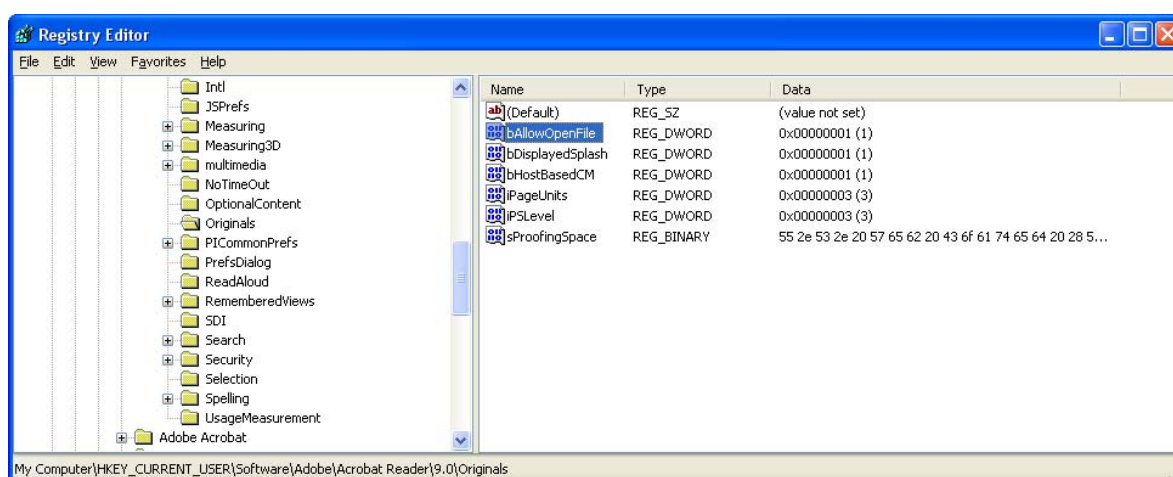 Registry Editor
File Edit View Favorites Help
Intl
JSPrefs
Measuring
Measuring3D
multimedia
NoTimeOut
OptionalContent
Originals
PICommonPrefs
PrefsDialog
ReadAloud
RememberedViews
SDI
Search
Security
Selection
Spelling
UsageMeasurement
Adobe Acrobat
Name Type Data
(Default) REG_SZ (value not set)
bAllowOpenFile REG_DWORD 0x00000001 (1)
bDisplayedSplash REG_DWORD 0x00000001 (1)
bHostBasedCM REG_DWORD 0x00000001 (1)
iPageUnits REG_DWORD 0x00000003 (3)
iPSLevel REG_DWORD 0x00000003 (3)
sProofingSpace REG_BINARY 55 2e 53 2e 20 57 65 62 20 43 6f 61 74 65 64 20 28 5...
My Computer\HKEY_CURRENT_USER\Software\Adobe\Acrobat Reader\9.0\Originals